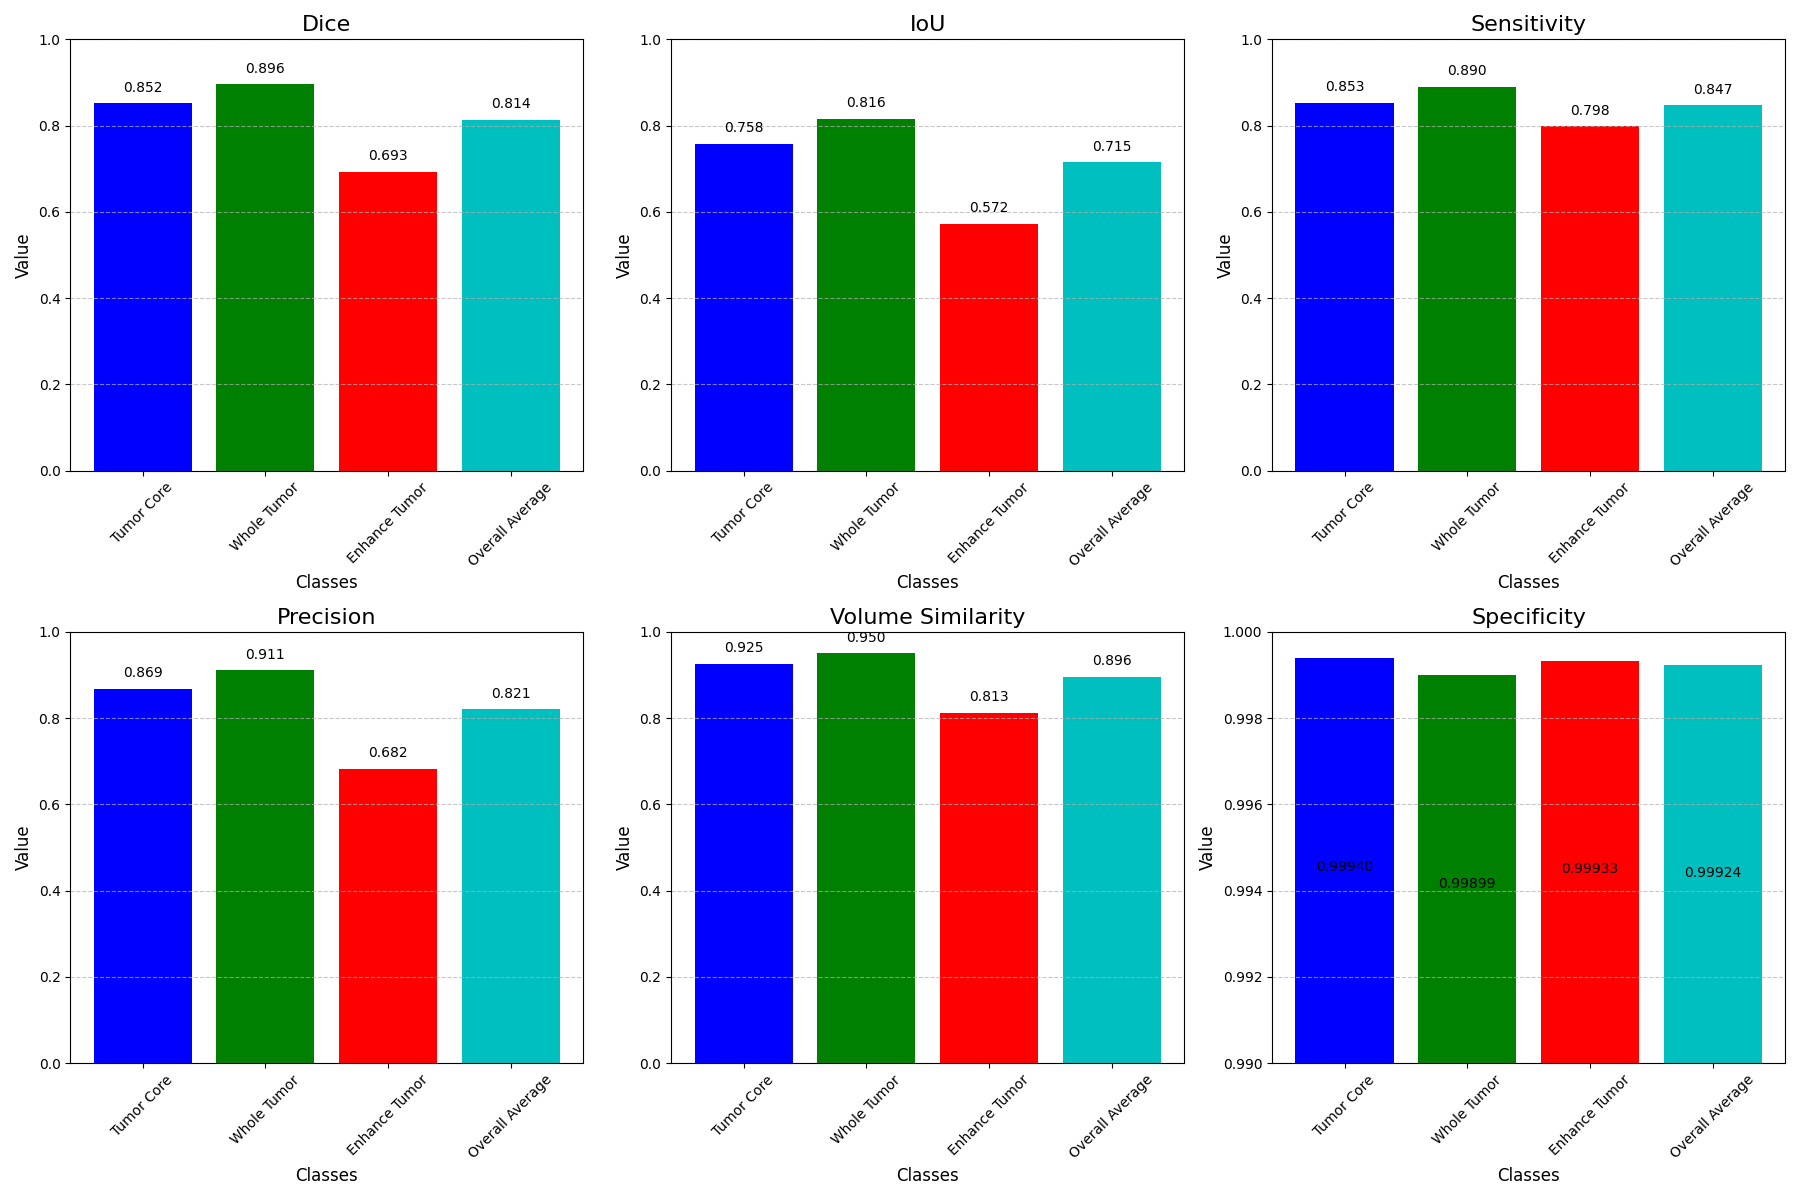 Dice
1.0
0.8
0.6
0.4
0.2
0.0
Value
0.852
0.896
0.693
0.814
Tumor Core
Whole Tumor
Enhance Tumor
Overall Average
Classes
IoU
1.0
0.8
0.6
0.4
0.2
0.0
Value
0.758
0.816
0.572
0.715
Tumor Core
Whole Tumor
Enhance Tumor
Overall Average
Classes
Sensitivity
1.0
0.8
0.6
0.4
0.2
0.0
Value
0.853
0.890
0.798
0.847
Tumor Core
Whole Tumor
Enhance Tumor
Overall Average
Classes
Precision
1.0
0.8
0.6
0.4
0.2
0.0
Value
0.869
0.911
0.682
0.821
Tumor Core
Whole Tumor
Enhance Tumor
Overall Average
Classes
Volume Similarity
1.0
0.8
0.6
0.4
0.2
0.0
Value
0.925
0.950
0.813
0.896
Tumor Core
Whole Tumor
Enhance Tumor
Overall Average
Classes
Specificity
1.000
0.998
0.996
0.994
0.992
0.990
Value
0.99940
0.99899
0.99933
0.99924
Tumor Core
Whole Tumor
Enhance Tumor
Overall Average
Classes